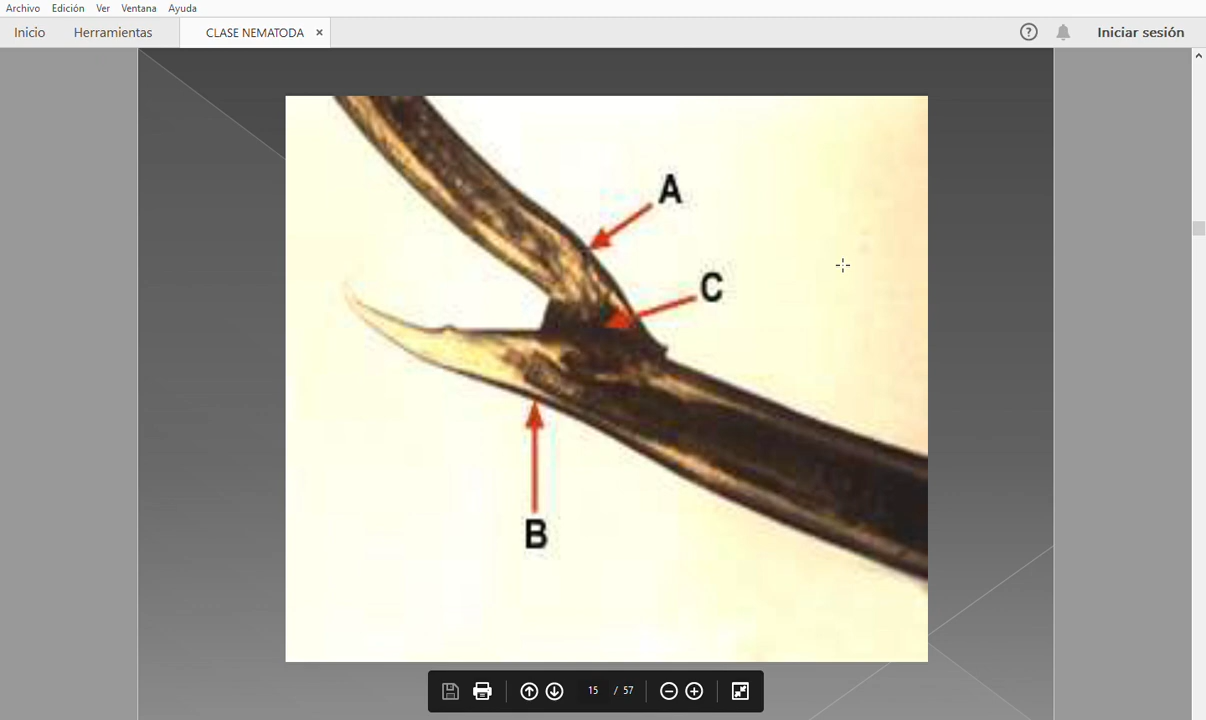 Archivo Edición Ver Ventana Ayuda
Inicio Herramientas CLASE NEMATODA × ? Iniciar sesión
A
C
B
15 / 57